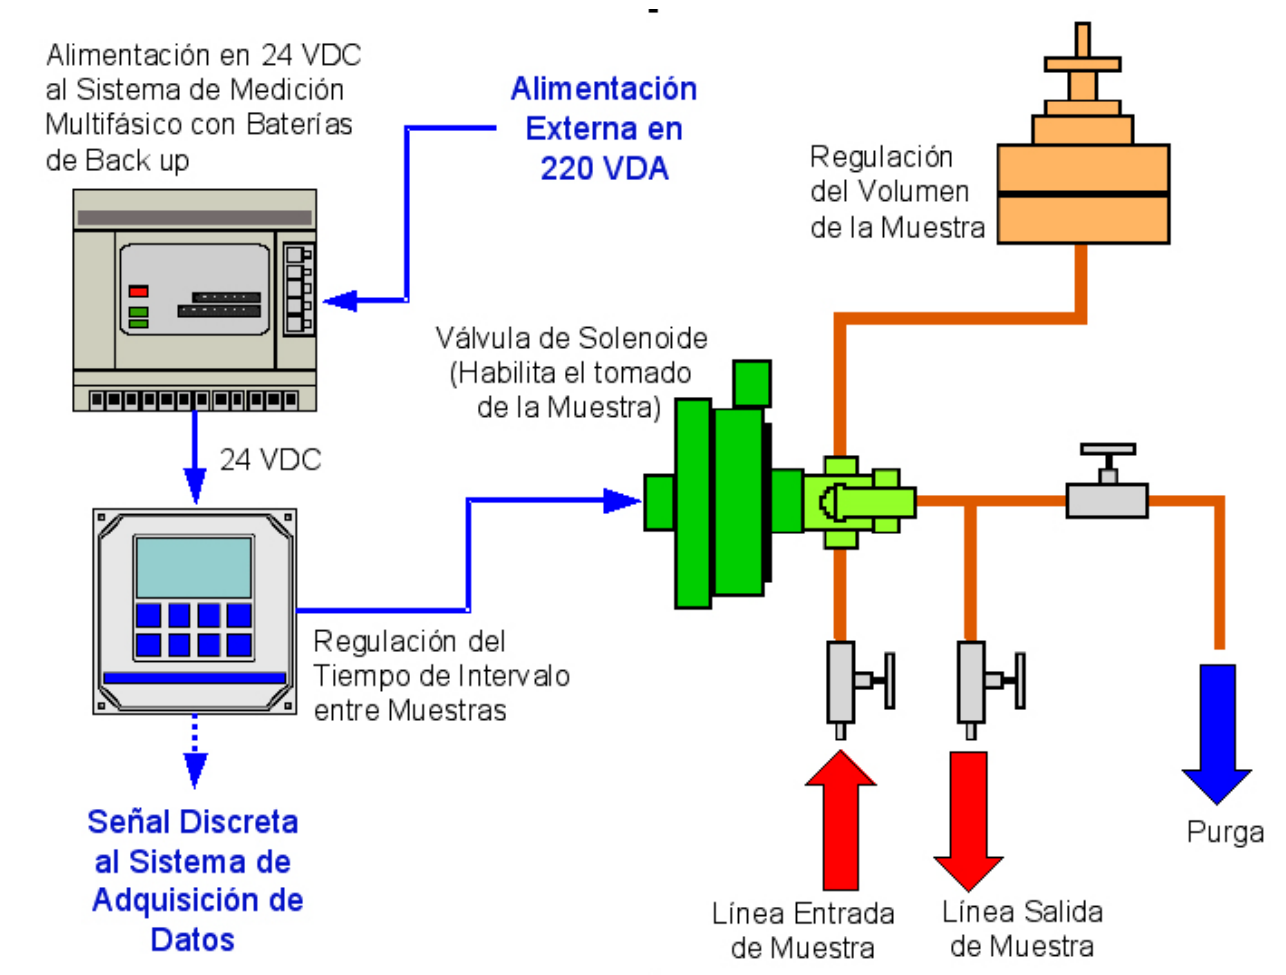 Alimentación en 24 VDC
al Sistema de Medición
Multifásico con Baterías
de Back up
Alimentación
Externa en
220 VDA
Regulación
del Volumen
de la Muestra
Válvula de Solenoide
(Habilita el tomado
de la Muestra)
24 VDC
Regulación del
Tiempo de Intervalo
entre Muestras
Señal Discreta
al Sistema de
Adquisición de
Datos
Línea Entrada
de Muestra
Línea Salida
de Muestra
Purga